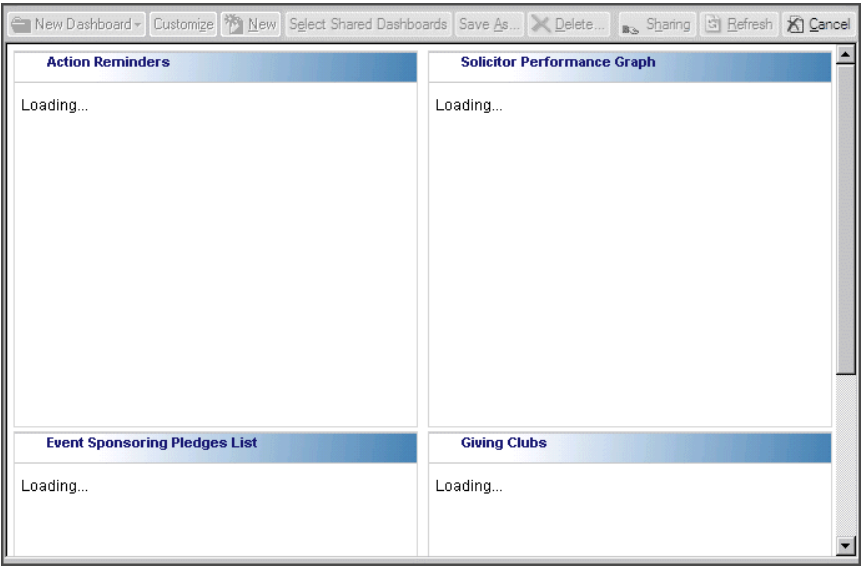 New Dashboard Customize New Select Shared Dashboards Save As... Delete... Sharing Refresh Cancel
Action Reminders
Loading...
Solicitor Performance Graph
Loading...
Event Sponsoring Pledges List
Loading...
Giving Clubs
Loading...